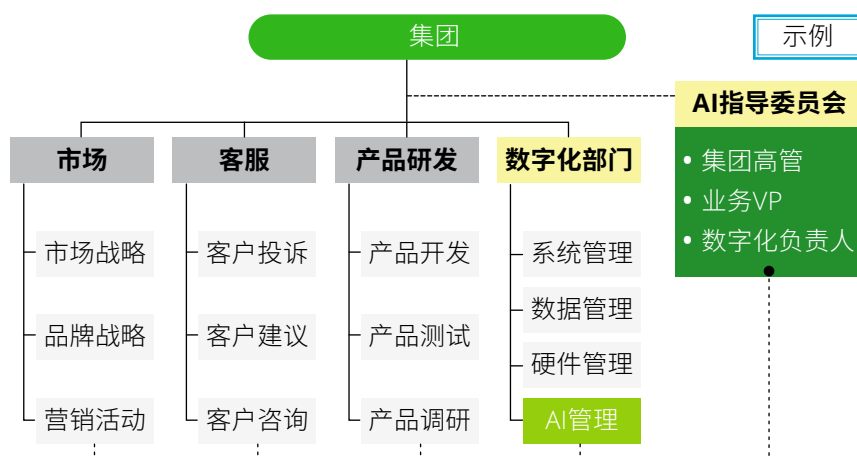 集团
示例
AI指导委员会
集团高管
业务VP
数字化负责人
市场
客服
产品研发
数字化部门
市场战略
品牌战略
营销活动
客户投诉
客户建议
客户咨询
产品开发
产品测试
产品调研
系统管理
数据管理
硬件管理
AI管理